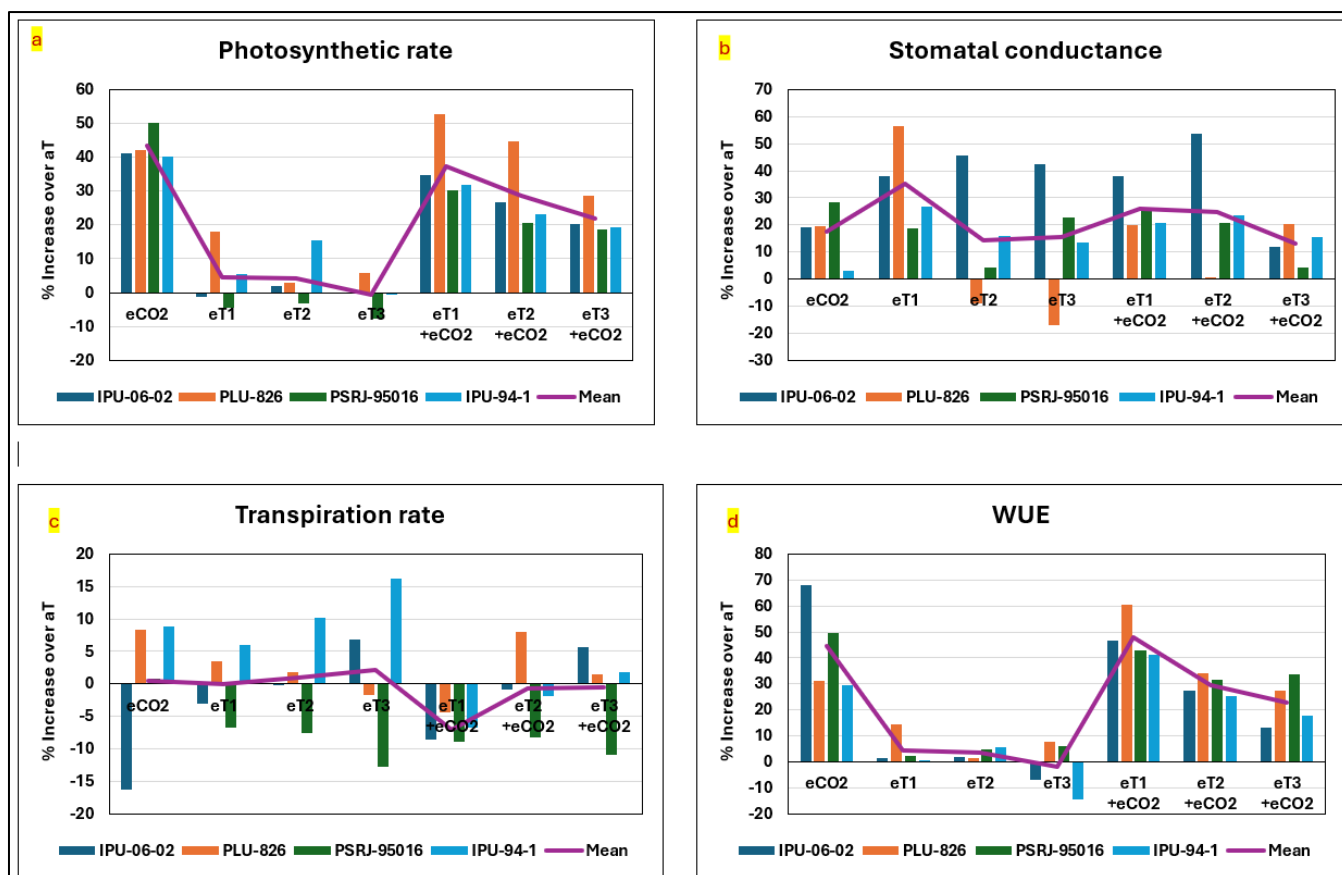 a
Photosynthetic rate
% Increase over aT
60
50
40
30
20
10
0
-10
-20
eCO2 eT1 eT2 eT3 eT1 eT2 eT3
+eCO2 +eCO2 +eCO2
IPU-06-02 PLU-826 PSRJ-95016 IPU-94-1 Mean
b
Stomatal conductance
% Increase over aT
70
60
50
40
30
20
10
0
-10
-20
-30
eCO2 eT1 eT2 eT3 eT1 eT2 eT3
+eCO2 +eCO2 +eCO2
IPU-06-02 PLU-826 PSRJ-95016 IPU-94-1 Mean
c
Transpiration rate
% Increase over aT
20
15
10
5
0
-5
-10
-15
-20
eCO2 eT1 eT2 eT3 eT1 eT2 eT3
+eCO2 +eCO2 +eCO2
IPU-06-02 PLU-826 PSRJ-95016 IPU-94-1 Mean
d
WUE
% Increase over aT
80
70
60
50
40
30
20
10
0
-10
-20
eCO2 eT1 eT2 eT3 eT1 eT2 eT3
+eCO2 +eCO2 +eCO2
IPU-06-02 PLU-826 PSRJ-95016 IPU-94-1 Mean